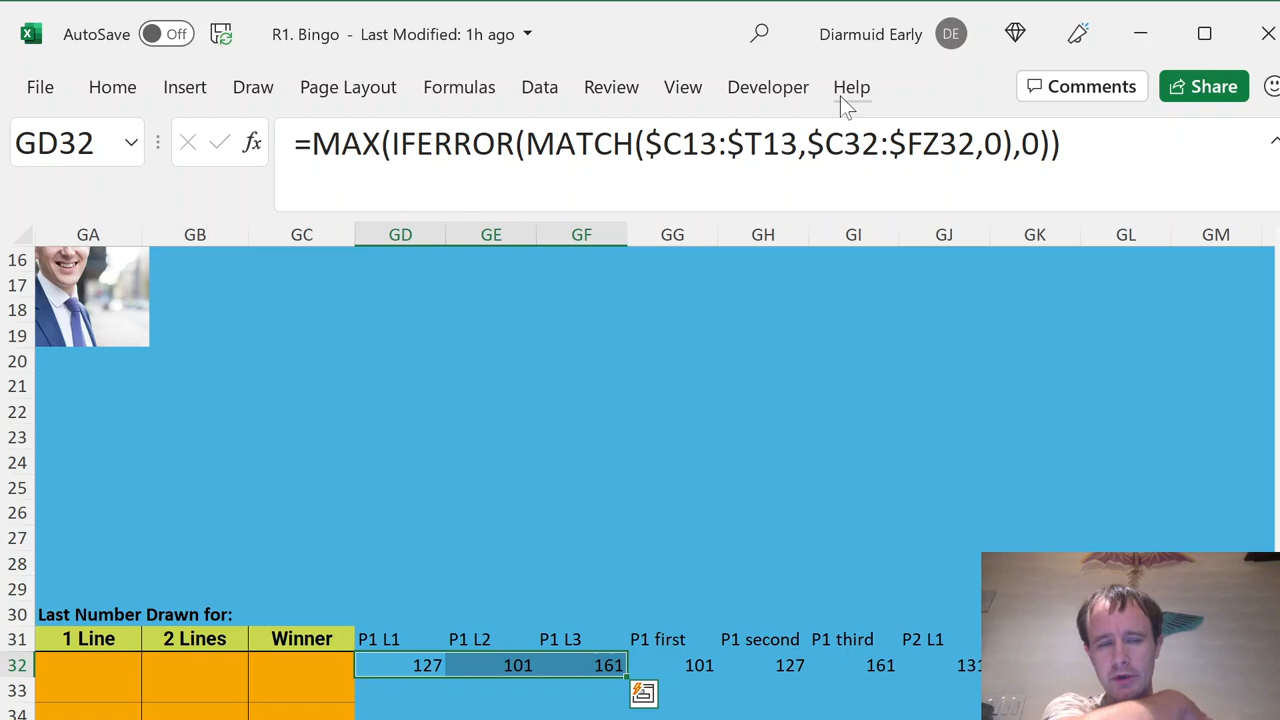 AutoSave Off R1. Bingo - Last Modified: 1h ago Diarmuid Early DE
File Home Insert Draw Page Layout Formulas Data Review View Developer Help Comments Share
GD32 fx =MAX(IFERROR(MATCH($C13:$T13,$C32:$FZ32,0),0))
GA GB GC GD GE GF GG GH GI GJ GK GL GM
16
17
18
19
20
21
22
23
24
25
26
27
28
29
30 Last Number Drawn for:
31 1 Line 2 Lines Winner P1 L1 P1 L2 P1 L3 P1 first P1 second P1 third P2 L1
32 127 101 161 101 127 161 131
33
34